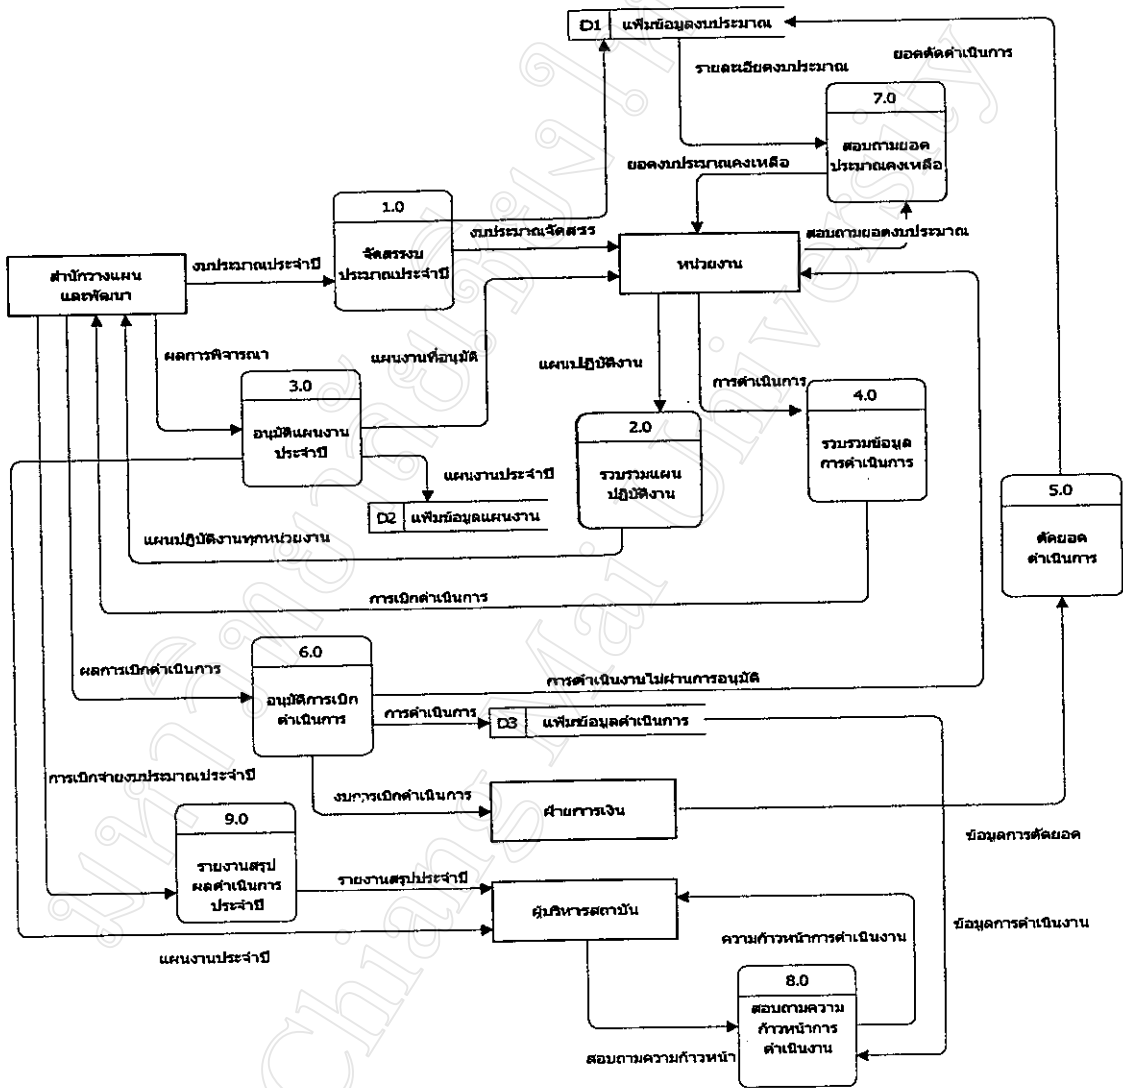 D1 แฟ้มข้อมูลงบประมาณ
ยอดตัดดำเนินการ
รายละเอียดงบประมาณ
7.0
สอบถามยอด
ประมาณคงเหลือ
ยอดงบประมาณคงเหลือ
1.0
จัดสรรงบ
ประมาณประจำปี
งบประมาณจัดสรร
สอบถามยอดงบประมาณ
หน่วยงาน
สำนักวางแผน
และพัฒนา
งบประมาณประจำปี
ผลการพิจารณา
แผนงานที่อนุมัติ
แผนปฏิบัติงาน
การดำเนินการ
3.0
อนุมัติแผนงาน
ประจำปี
4.0
รวบรวมข้อมูล
การดำเนินการ
2.0
รวบรวมแผน
ปฏิบัติงาน
แผนงานประจำปี
5.0
ตัดยอด
ดำเนินการ
D2 แฟ้มข้อมูลแผนงาน
แผนปฏิบัติงานทุกหน่วยงาน
การเบิกดำเนินการ
6.0
อนุมัติการเบิก
ดำเนินการ
ผลการเบิกดำเนินการ
การดำเนินงานไม่ผ่านการอนุมัติ
การดำเนินการ
D3 แฟ้มข้อมูลดำเนินการ
การเบิกจ่ายงบประมาณประจำปี
งบการเบิกดำเนินการ
ฝ่ายการเงิน
9.0
รายงานสรุป
ผลดำเนินการ
ประจำปี
ข้อมูลการตัดยอด
รายงานสรุปประจำปี
ผู้บริหารสถาบัน
ข้อมูลการดำเนินงาน
ความก้าวหน้าการดำเนินงาน
แผนงานประจำปี
8.0
สอบถามความ
ก้าวหน้าการ
ดำเนินงาน
สอบถามความก้าวหน้า
Chiang Mai University